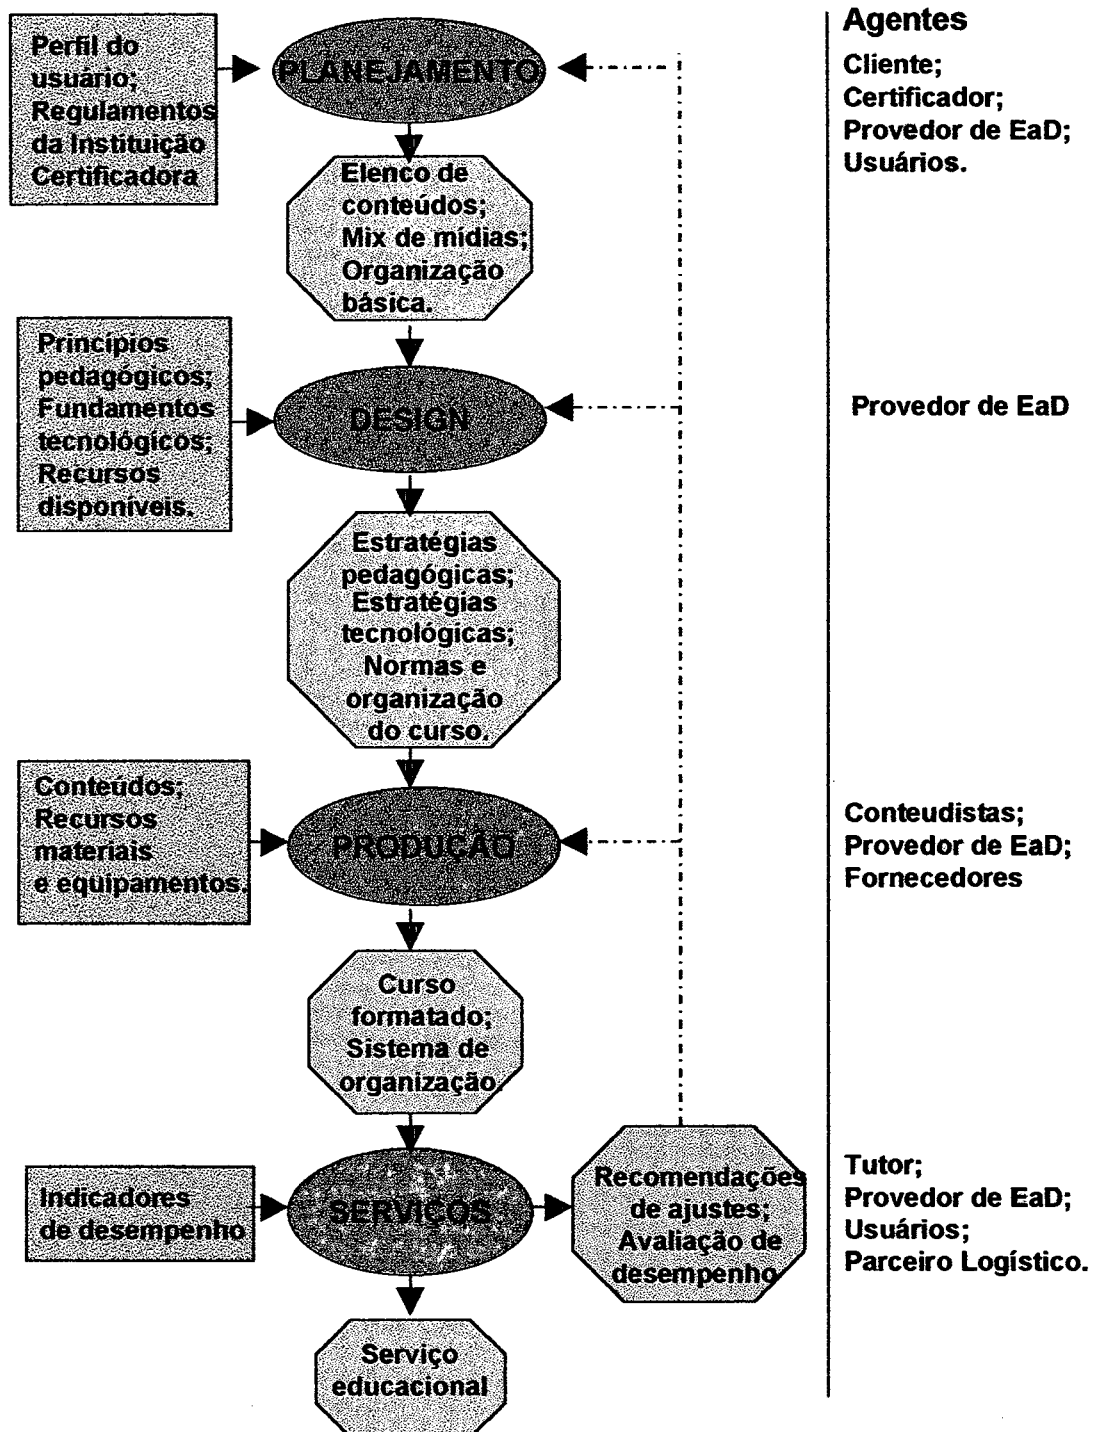 Agentes
Perfil do
usuário;
Regulamentos
da Instituição
Certificadora
PLANEJAMENTO
Cliente;
Certificador;
Provedor de EaD;
Usuários.
Elenco de
conteúdos;
Mix de mídias;
Organização
básica.
Princípios
pedagógicos;
Fundamentos
tecnológicos;
Recursos
disponíveis.
DESIGN
Provedor de EaD
Estratégias
pedagógicas;
Estratégias
tecnológicas;
Normas e
organização
do curso.
Conteúdos;
Recursos
materiais
e equipamentos.
PRODUÇÃO
Conteudistas;
Provedor de EaD;
Fornecedores
Curso
formatado;
Sistema de
organização.
Indicadores
de desempenho
SERVIÇOS
Recomendações
de ajustes;
Avaliação de
desempenho
Tutor;
Provedor de EaD;
Usuários;
Parceiro Logístico.
Serviço
educacional